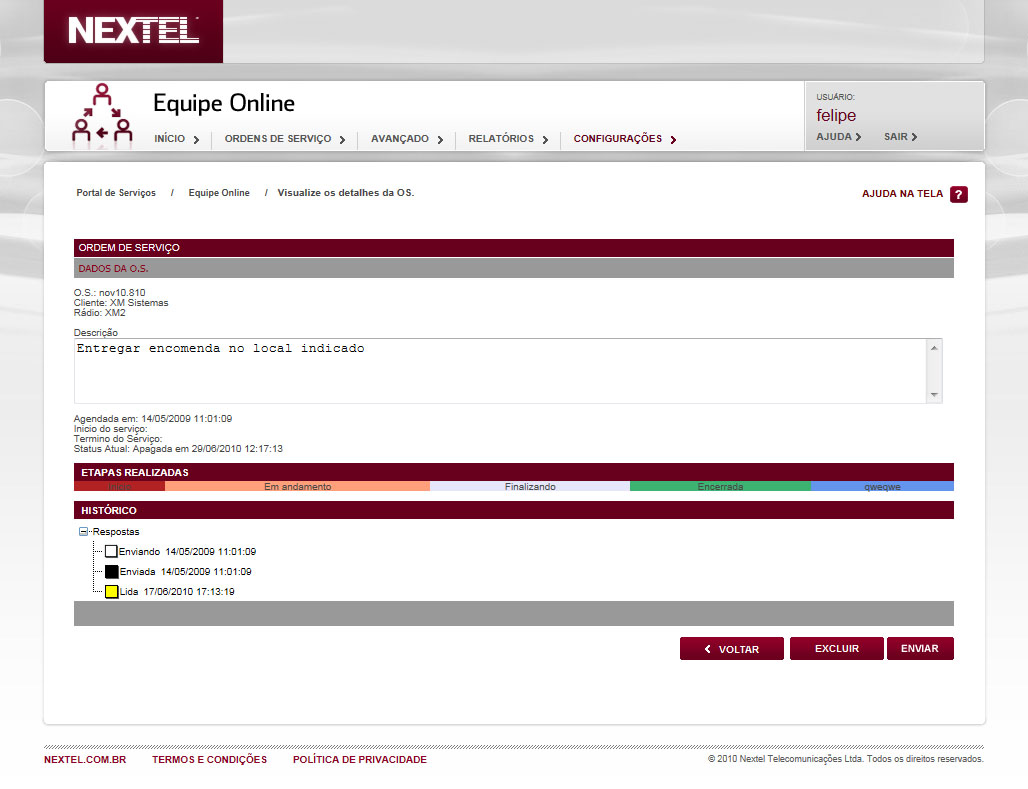 NEXTEL
Equipe Online
INÍCIO ORDENS DE SERVIÇO AVANÇADO RELATÓRIOS CONFIGURAÇÕES
USUÁRIO:
felipe
AJUDA SAIR
Portal de Serviços / Equipe Online / Visualize os detalhes da OS.
AJUDA NA TELA ?
ORDEM DE SERVIÇO
DADOS DA O.S.
O.S.: nov10.810
Cliente: XM Sistemas
Rádio: XM2
Descrição
Entregar encomenda no local indicado
Agendada em: 14/05/2009 11:01:09
Inicio do serviço:
Termino do Serviço:
Status Atual: Apagada em 29/06/2010 12:17:13
ETAPAS REALIZADAS
Início Em andamento Finalizando Encerrada qweqwe
HISTÓRICO
Respostas
Enviando 14/05/2009 11:01:09
Enviada 14/05/2009 11:01:09
Lida 17/06/2010 17:13:19
VOLTAR EXCLUIR ENVIAR
NEXTEL.COM.BR TERMOS E CONDIÇÕES POLÍTICA DE PRIVACIDADE
© 2010 Nextel Telecomunicações Ltda. Todos os direitos reservados.